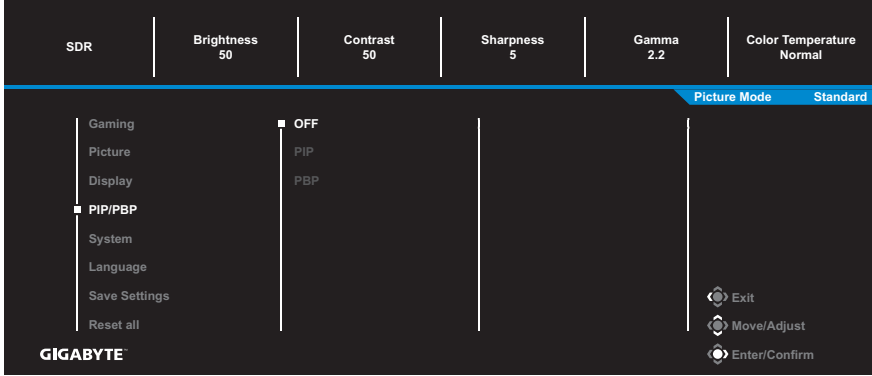 SDR
Brightness
50
Contrast
50
Sharpness
5
Gamma
2.2
Color Temperature
Normal
Picture Mode Standard
Gaming
Picture
Display
PIP/PBP
System
Language
Save Settings
Reset all
OFF
PIP
PBP
Exit
Move/Adjust
Enter/Confirm
GIGABYTE™